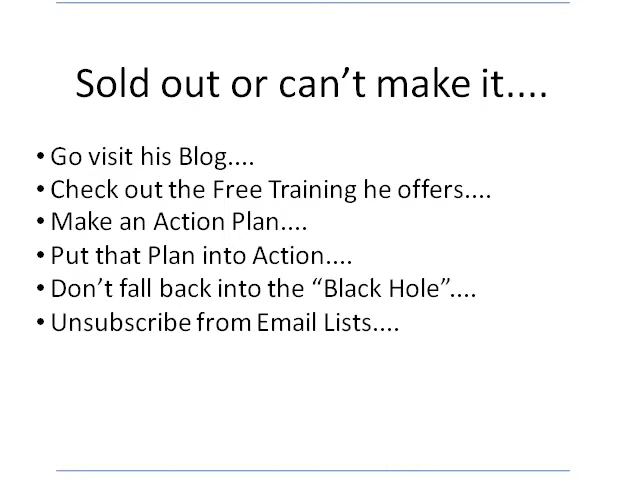 Sold out or can’t make it....
• Go visit his Blog....
• Check out the Free Training he offers....
• Make an Action Plan....
• Put that Plan into Action....
• Don’t fall back into the “Black Hole”....
• Unsubscribe from Email Lists....